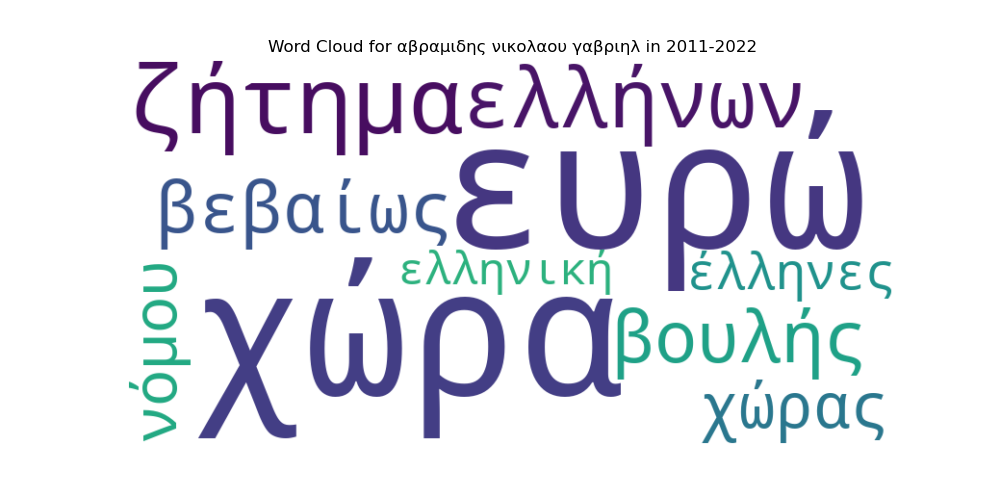 Word Cloud for αβραμιδης νικολαου γαβριηλ in 2011-2022
ζήτημα
ελλήνων
ευρώ
βεβαίως
ελληνική
έλληνες
νόμου
χώρα
βουλής
χώρας